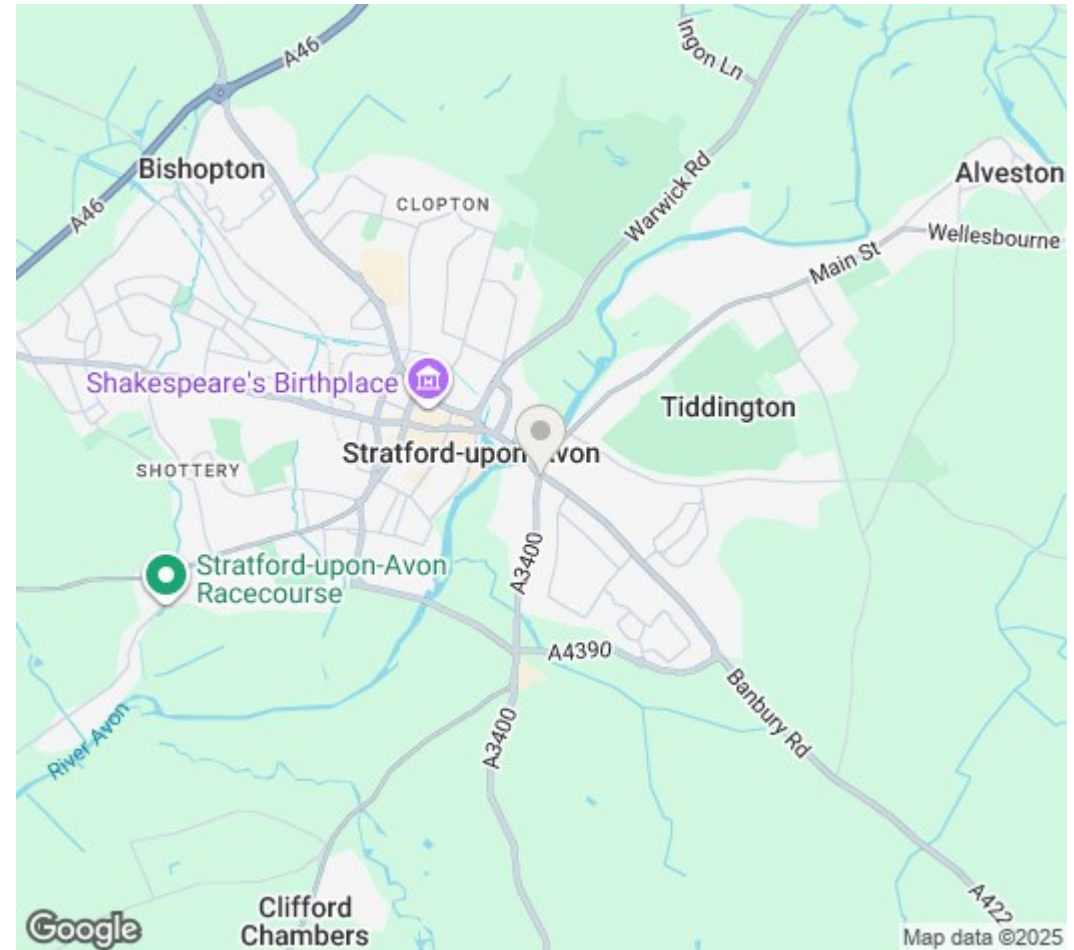 A46
Ingon Ln
Bishopton
Warwick Rd
Alveston
CLOPTON
A46
Wellesbourne
Main St
Shakespeare's Birthplace
Tiddington
Stratford-upon-Avon
SHOTTERY
Stratford-upon-Avon
Racecourse
A3400
A4390
Banbury Rd
River Avon
A3400
A422
Clifford
Chambers
Google
Map data ©2025